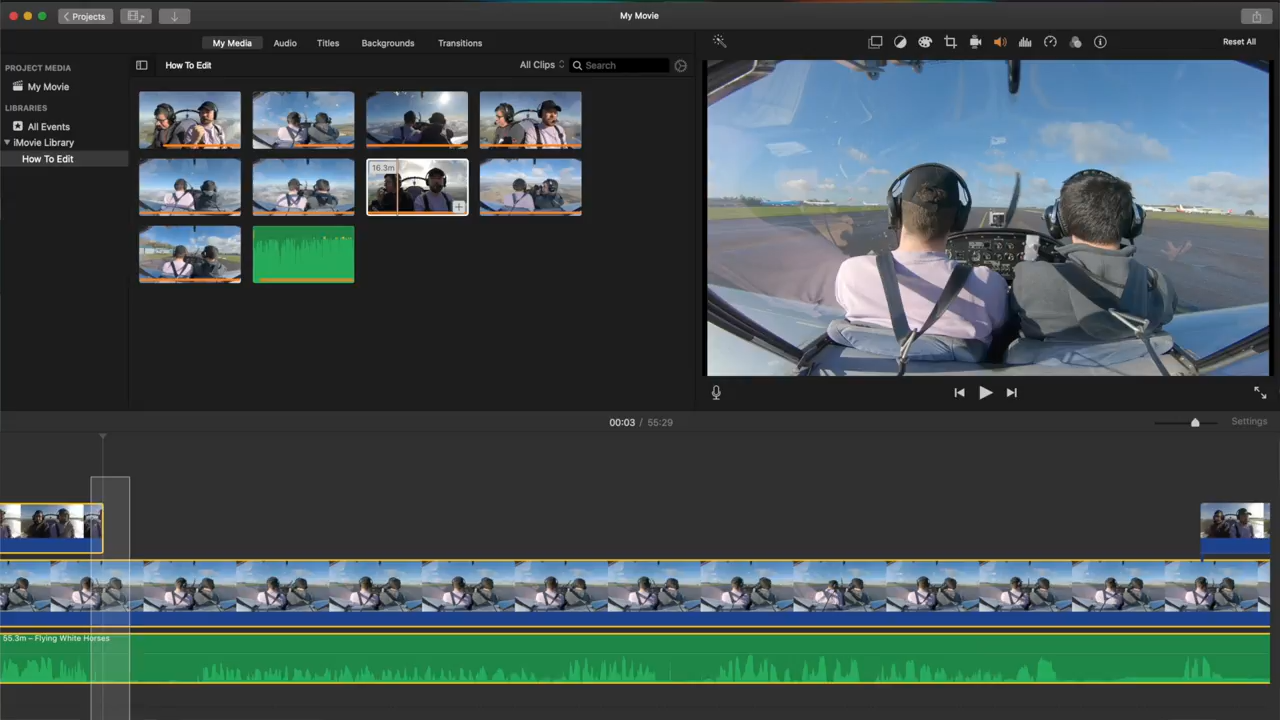 Projects
My Movie
My Media
Audio
Titles
Backgrounds
Transitions
Reset All
PROJECT MEDIA
My Movie
LIBRARIES
All Events
iMovie Library
How To Edit
How To Edit
All Clips
Search
16.3m
00:03 / 55:29
Settings
55.3m – Flying White Horses